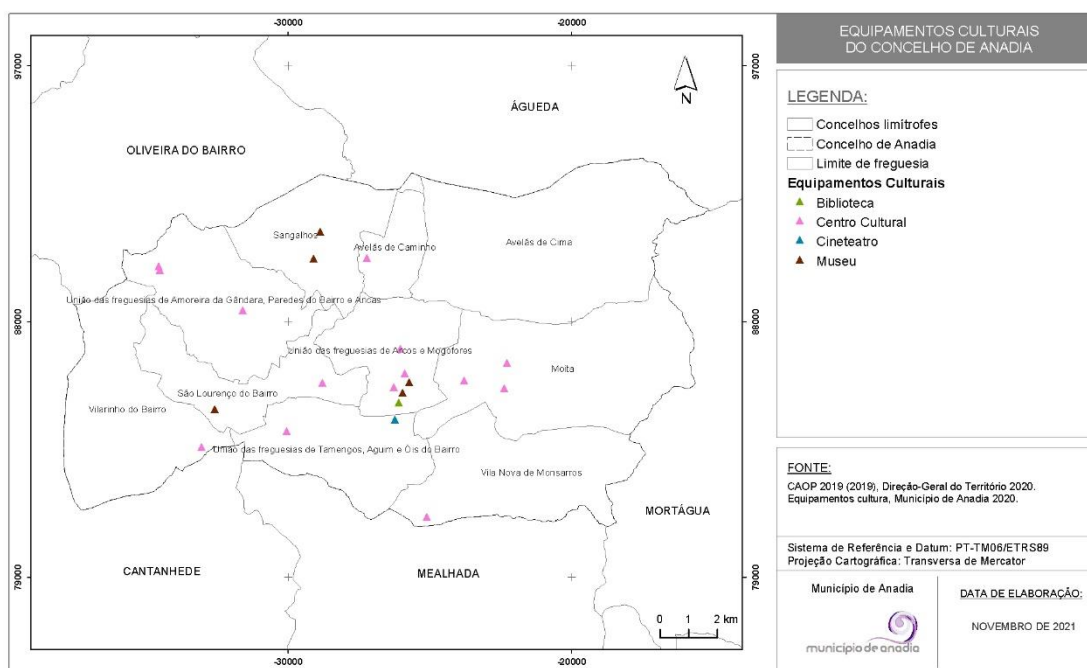 -30000
-20000
97000
97000
ÁGUEDA
N
OLIVEIRA DO BAIRRO
Sangalhos
Avelãs de Caminho
Avelãs de Cima
União das freguesias de Amoreira da Gândara, Paredes do Bairro e Ancas
88000
88000
União das freguesias de Arcos e Mogofores
Moita
São Lourenço do Bairro
Vilarinho do Bairro
União das freguesias de Tamengos, Aguim e Óis do Bairro
Vila Nova de Monsarros
MORTÁGUA
CANTANHEDE
MEALHADA
79000
79000
0 1 2 km
-30000
-20000
EQUIPAMENTOS CULTURAIS
DO CONCELHO DE ANADIA
LEGENDA:
Concelhos limítrofes
Concelho de Anadia
Limite de freguesia
Equipamentos Culturais
Biblioteca
Centro Cultural
Cineteatro
Museu
FONTE:
CAOP 2019 (2019), Direção-Geral do Território 2020.
Equipamentos cultura, Município de Anadia 2020.
Sistema de Referência e Datum: PT-TM06/ETRS89
Projeção Cartográfica: Transversa de Mercator
Município de Anadia
município de anadia
DATA DE ELABORAÇÃO:
NOVEMBRO DE 2021